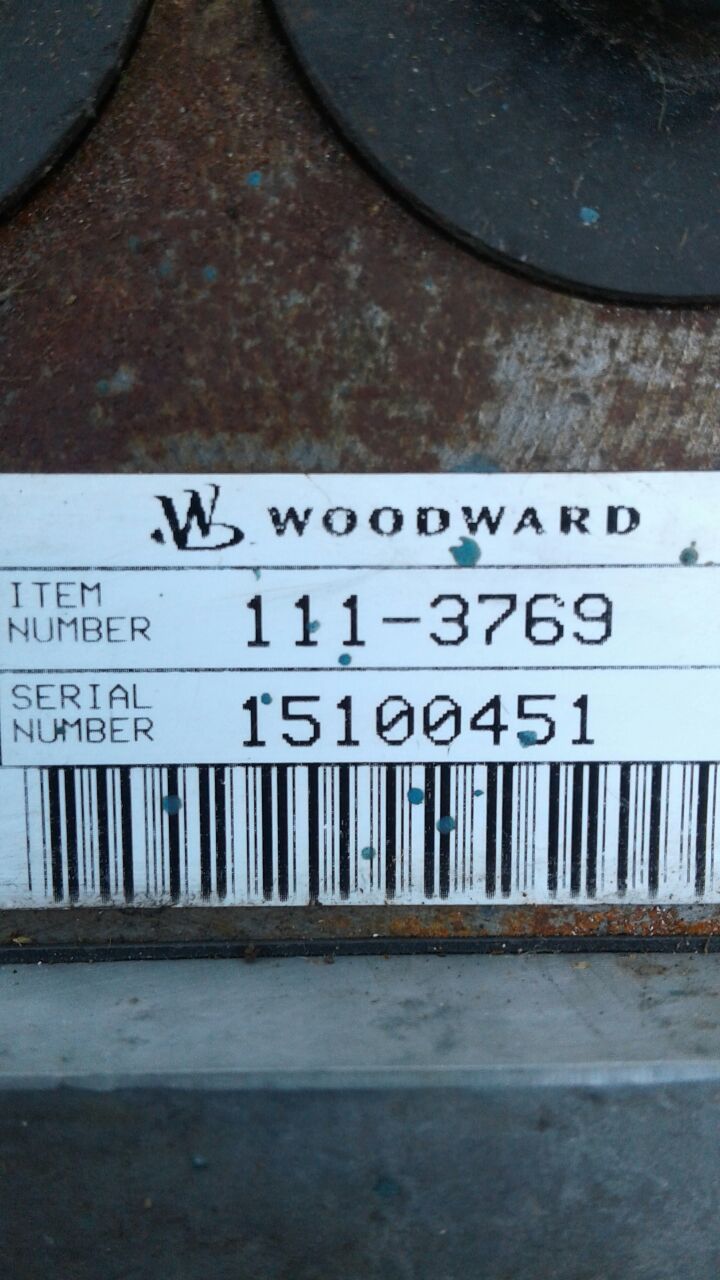 WOODWARD
ITEM NUMBER 111-3769
SERIAL NUMBER 15100451